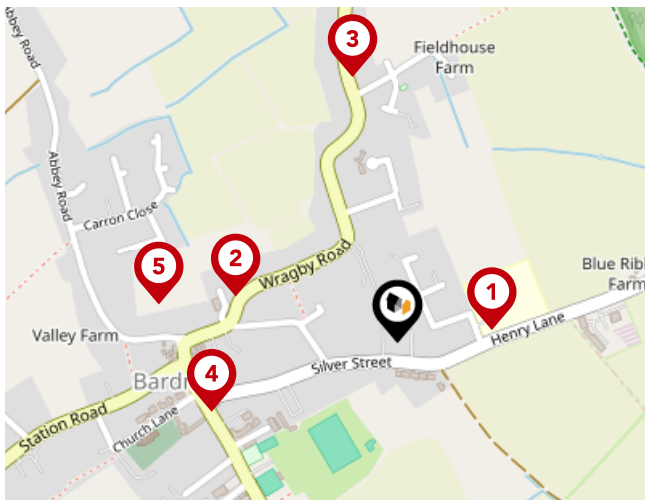 Abbey Road
3
Fieldhouse
Farm
Abbey Road
Carron Close
5
2
Wragby Road
Blue Rib
Farm
1
Henry Lane
Valley Farm
Silver Street
4
Bardn
Station Road
Church Lane